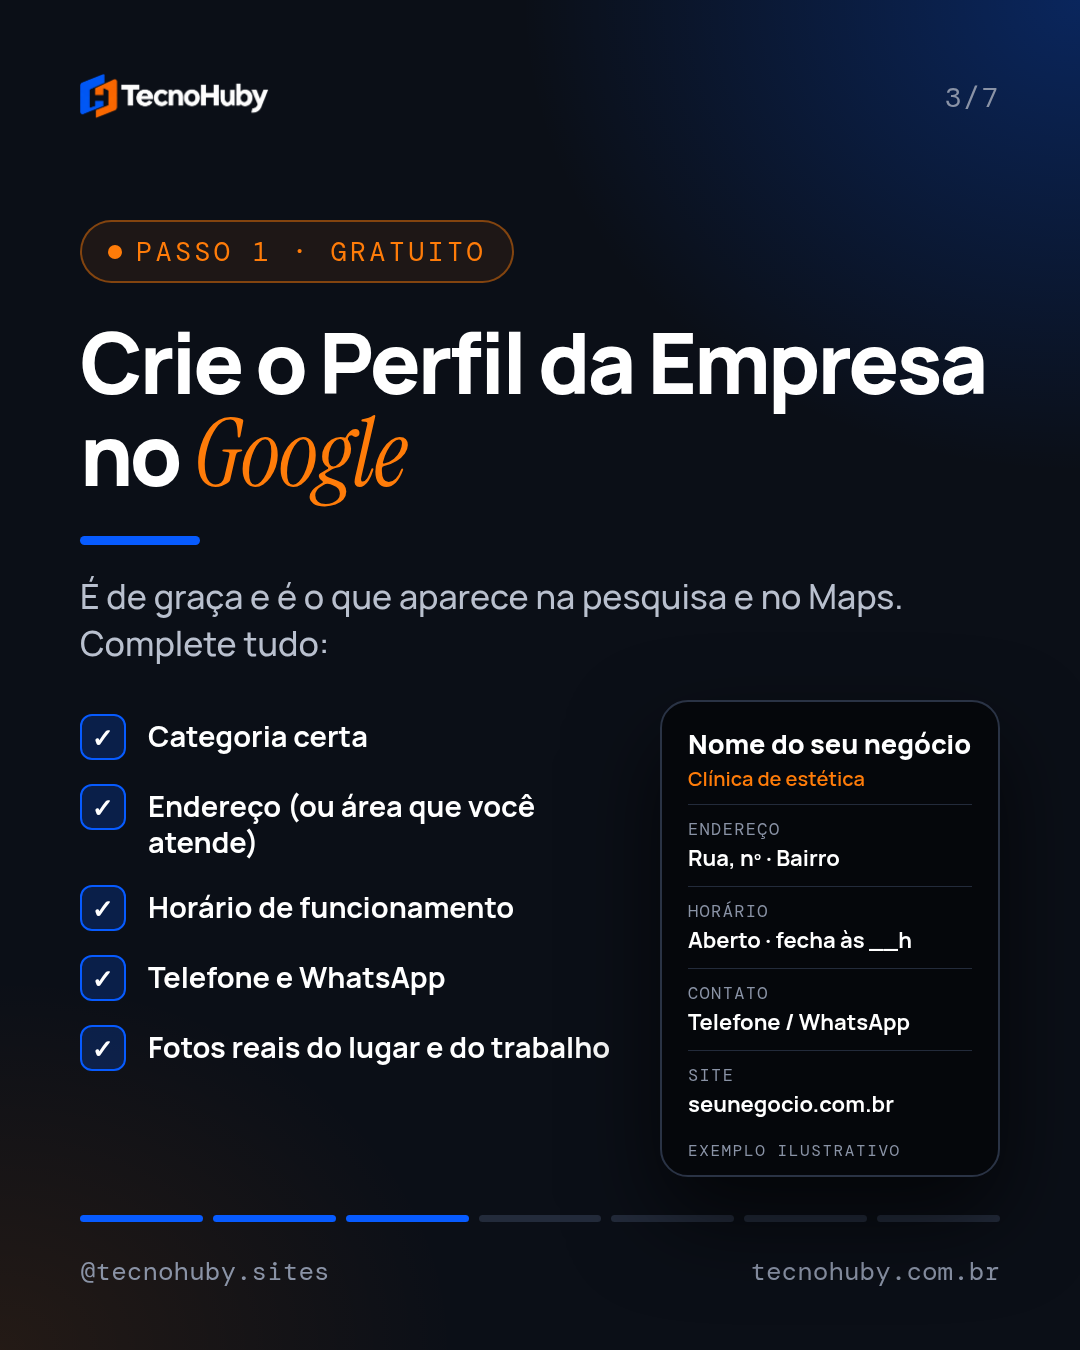 TecnoHuby
3/7
PASSO 1 · GRATUITO
Crie o Perfil da Empresa
no Google
É de graça e é o que aparece na pesquisa e no Maps.
Complete tudo:
✓ Categoria certa
✓ Endereço (ou área que você
atende)
✓ Horário de funcionamento
✓ Telefone e WhatsApp
✓ Fotos reais do lugar e do trabalho
Nome do seu negócio
Clínica de estética
ENDEREÇO
Rua, nº · Bairro
HORÁRIO
Aberto · fecha às __h
CONTATO
Telefone / WhatsApp
SITE
seunegocio.com.br
EXEMPLO ILUSTRATIVO
@tecnohuby.sites
tecnohuby.com.br